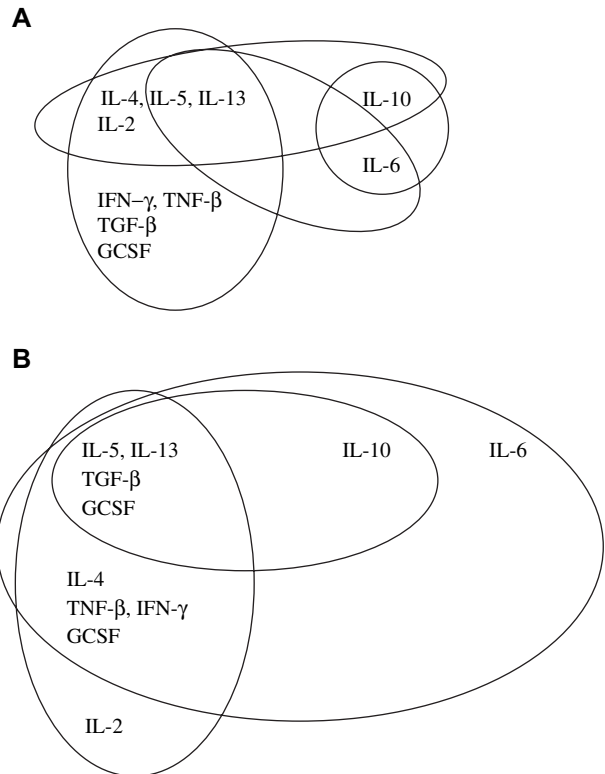 A
IL-4, IL-5, IL-13
IL-10
IL-2
IL-6
IFN–γ, TNF-β
TGF-β
GCSF
B
IL-5, IL-13
IL-10
IL-6
TGF-β
GCSF
IL-4
TNF-β, IFN-γ
GCSF
IL-2